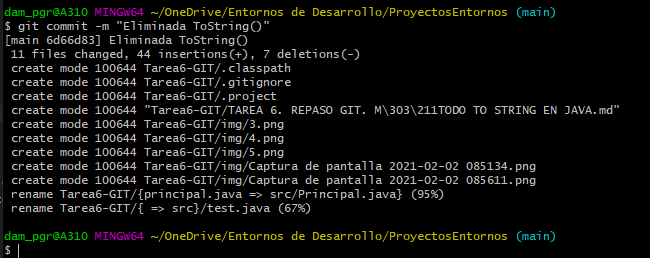 dam_pgr@A310 MINGW64 ~/OneDrive/Entornos de Desarrollo/ProyectosEntornos (main)
$ git commit -m "Eliminada ToString()"
[main 6d66d83] Eliminada ToString()
 11 files changed, 44 insertions(+), 7 deletions(-)
 create mode 100644 Tarea6-GIT/.classpath
 create mode 100644 Tarea6-GIT/.gitignore
 create mode 100644 Tarea6-GIT/.project
 create mode 100644 "Tarea6-GIT/TAREA 6. REPASO GIT. M\303\211TODO TO STRING EN JAVA.md"
 create mode 100644 Tarea6-GIT/img/3.png
 create mode 100644 Tarea6-GIT/img/4.png
 create mode 100644 Tarea6-GIT/img/5.png
 create mode 100644 Tarea6-GIT/img/Captura de pantalla 2021-02-02 085134.png
 create mode 100644 Tarea6-GIT/img/Captura de pantalla 2021-02-02 085611.png
 rename Tarea6-GIT/{principal.java => src/Principal.java} (95%)
 rename Tarea6-GIT/{ => src}/test.java (67%)
dam_pgr@A310 MINGW64 ~/OneDrive/Entornos de Desarrollo/ProyectosEntornos (main)
$